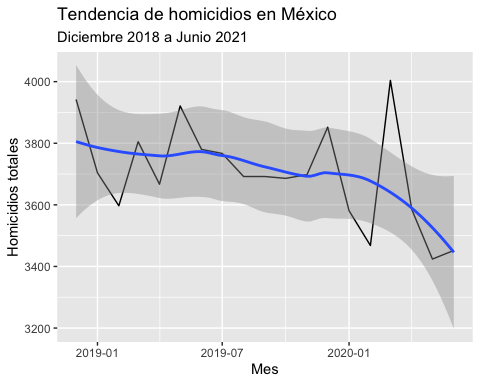 Tendencia de homicidios en México
Diciembre 2018 a Junio 2021
Homicidios totales
4000
3800
3600
3400
3200
2019-01
2019-07
2020-01
Mes